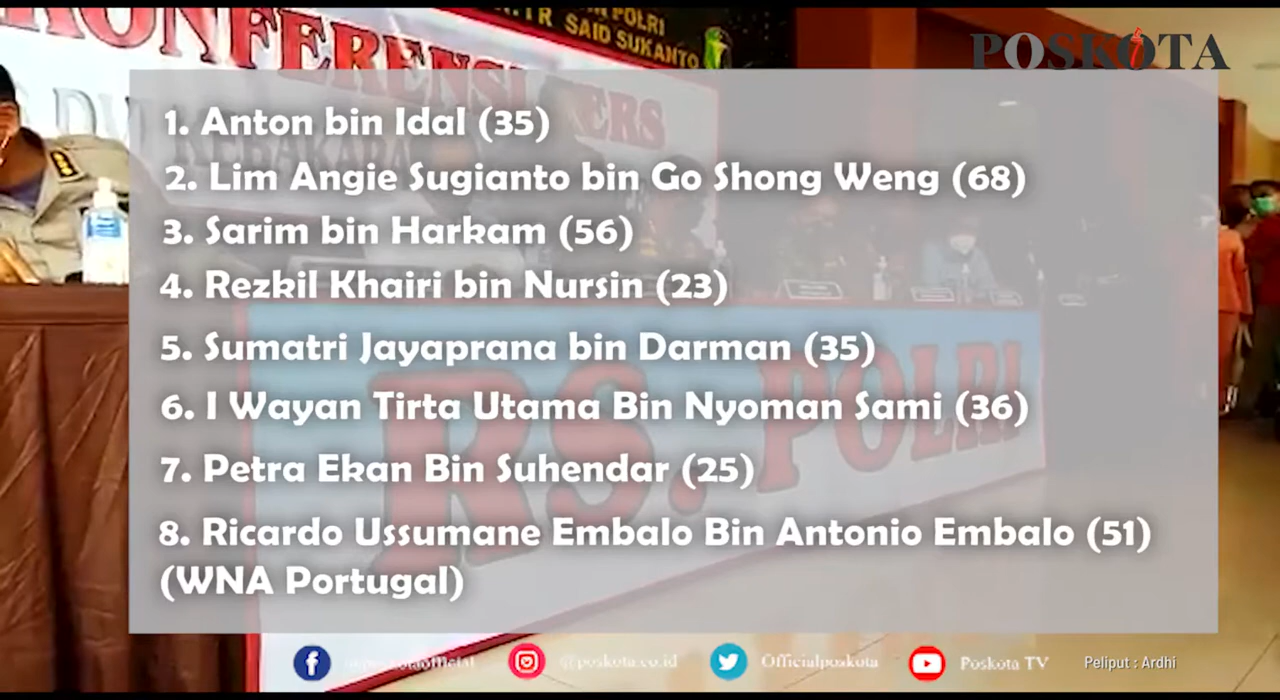 KONFERENSI PERS
POLRI
SAID SUKANTO
POSKOTA
1. Anton bin Idal (35)
2. Lim Angie Sugianto bin Go Shong Weng (68)
3. Sarim bin Harkam (56)
4. Rezkil Khairi bin Nursin (23)
5. Sumatri Jayaprana bin Darman (35)
6. I Wayan Tirta Utama Bin Nyoman Sami (36)
7. Petra Ekan Bin Suhendar (25)
8. Ricardo Ussumane Embalo Bin Antonio Embalo (51)
(WNA Portugal)
RS. POLRI
@poskota.co.id
Officialposkota
Poskota TV
Peliput : Ardhi